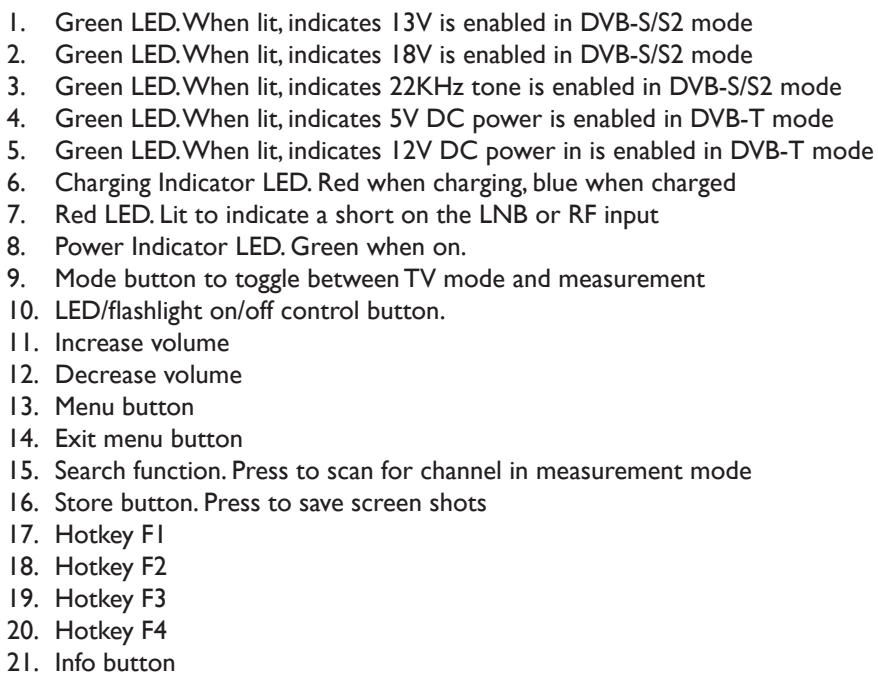 1. Green LED. When lit, indicates 13V is enabled in DVB-S/S2 mode
2. Green LED. When lit, indicates 18V is enabled in DVB-S/S2 mode
3. Green LED. When lit, indicates 22KHz tone is enabled in DVB-S/S2 mode
4. Green LED. When lit, indicates 5V DC power is enabled in DVB-T mode
5. Green LED. When lit, indicates 12V DC power in is enabled in DVB-T mode
6. Charging Indicator LED. Red when charging, blue when charged
7. Red LED. Lit to indicate a short on the LNB or RF input
8. Power Indicator LED. Green when on.
9. Mode button to toggle between TV mode and measurement
10. LED/flashlight on/off control button.
11. Increase volume
12. Decrease volume
13. Menu button
14. Exit menu button
15. Search function. Press to scan for channel in measurement mode
16. Store button. Press to save screen shots
17. Hotkey F1
18. Hotkey F2
19. Hotkey F3
20. Hotkey F4
21. Info button